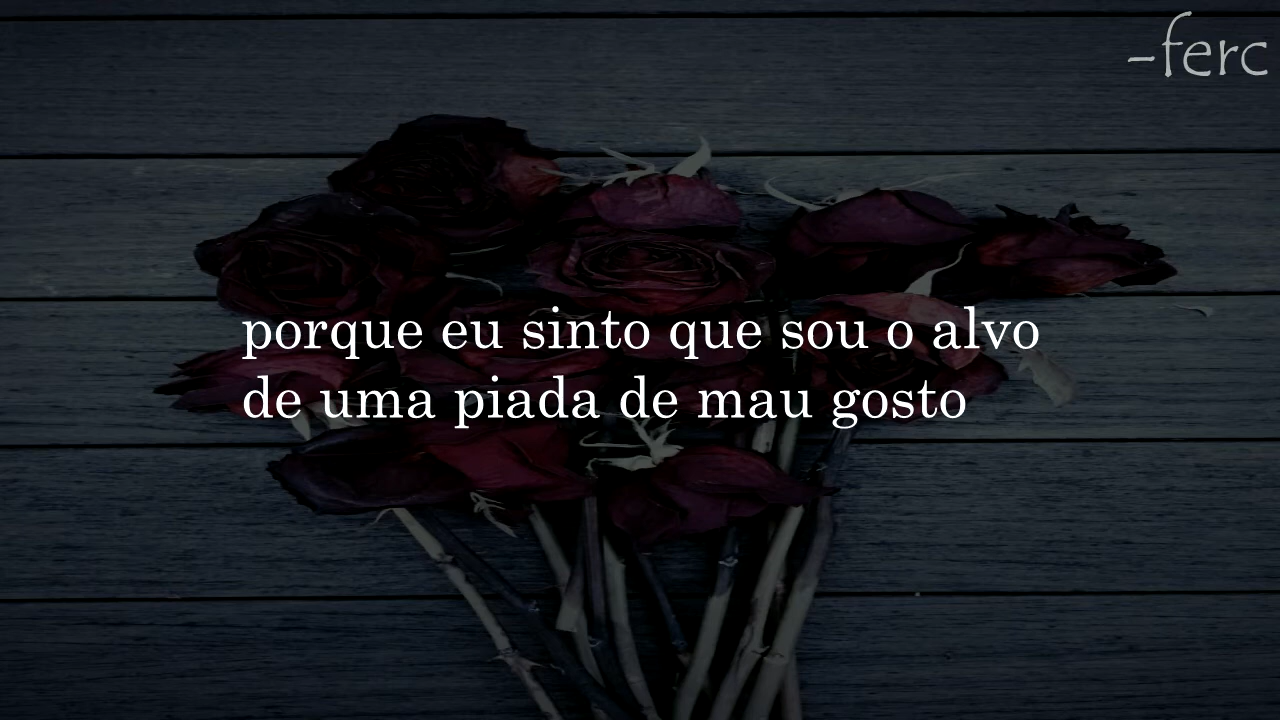 -ferc
porque eu sinto que sou o alvo
de uma piada de mau gosto